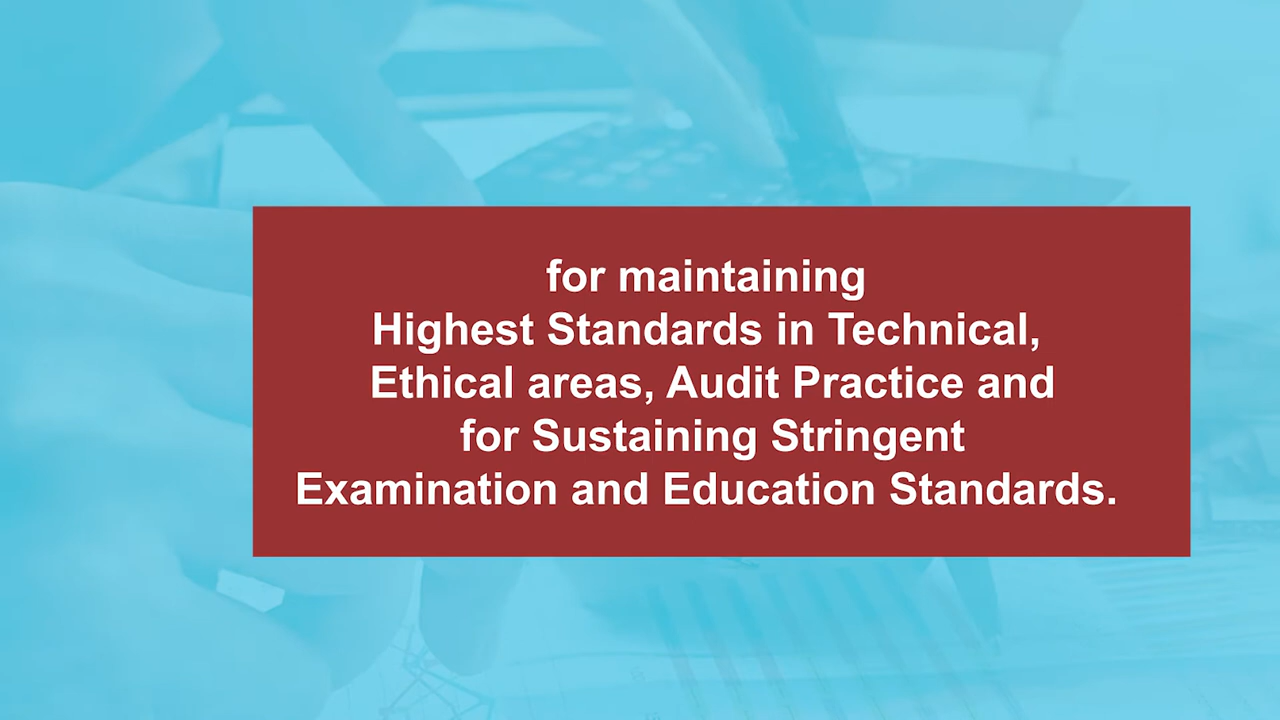 for maintaining
Highest Standards in Technical,
Ethical areas, Audit Practice and
for Sustaining Stringent
Examination and Education Standards.